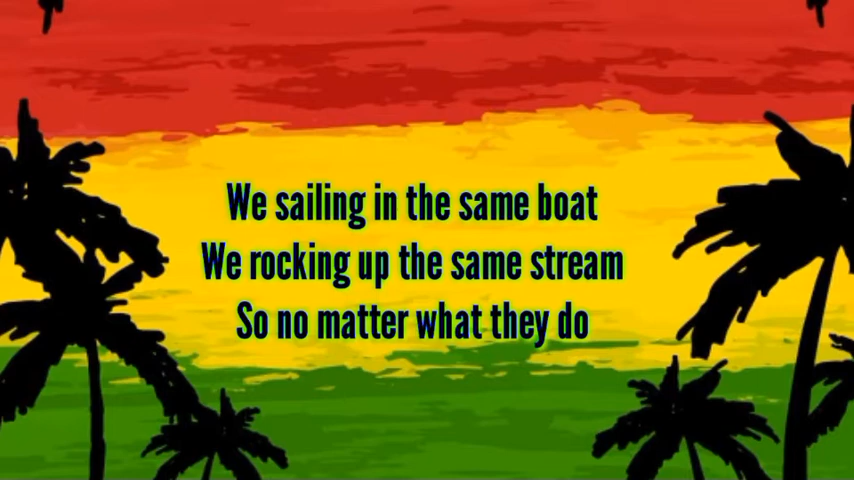 We sailing in the same boat
We rocking up the same stream
So no matter what they do